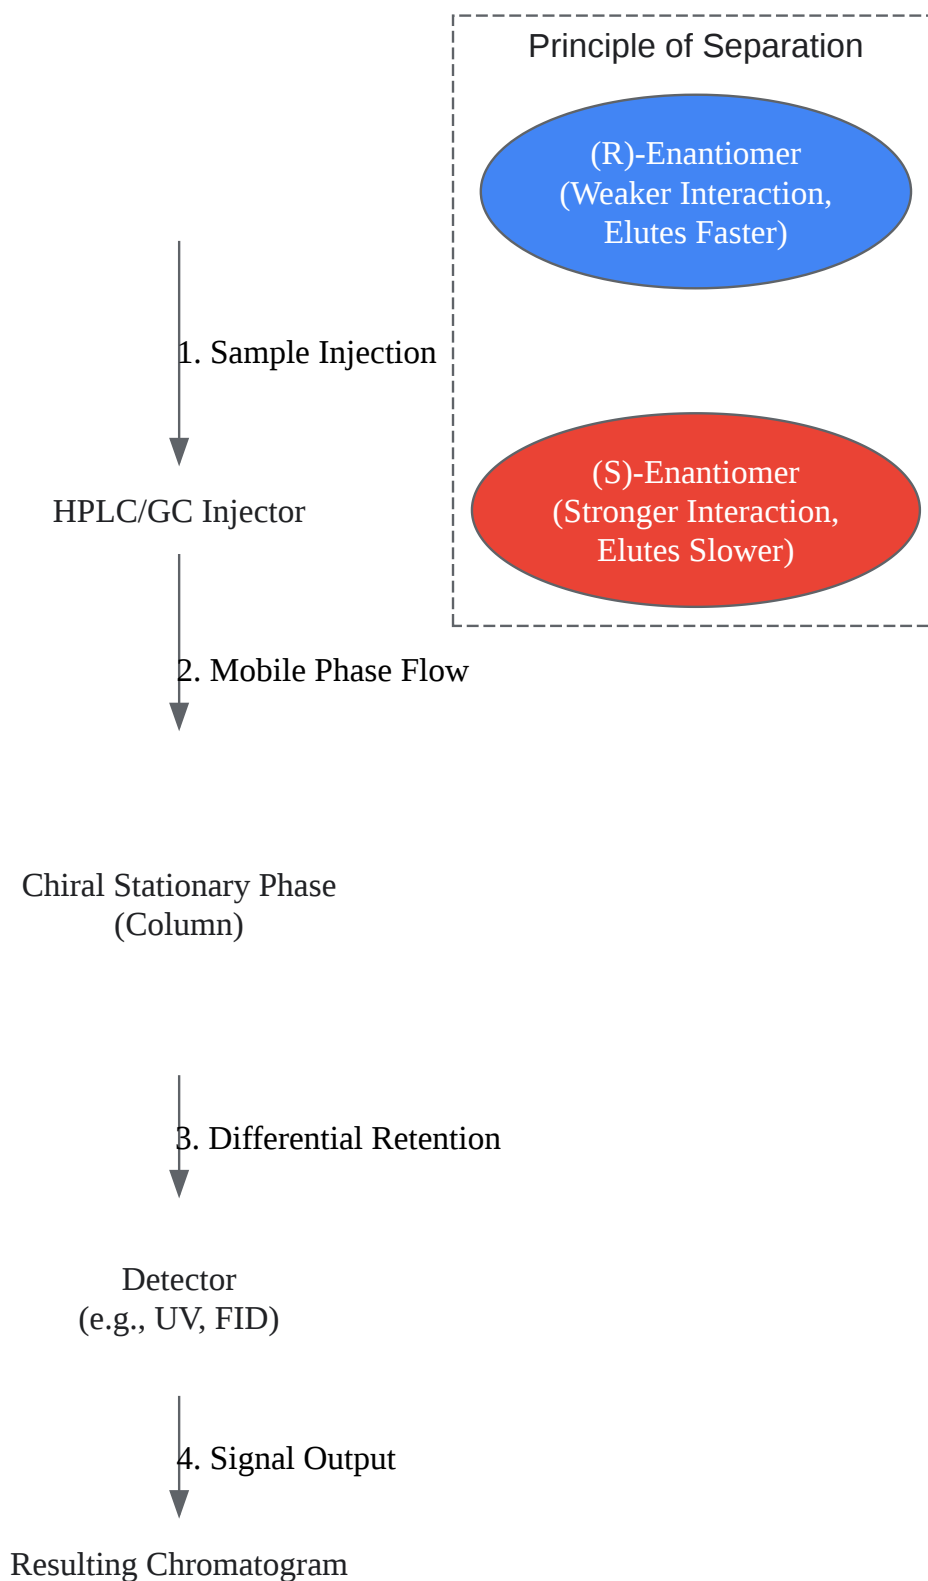 Principle of Separation
(R)-Enantiomer
(Weaker Interaction,
Elutes Faster)
1. Sample Injection
(S)-Enantiomer
(Stronger Interaction,
Elutes Slower)
HPLC/GC Injector
2. Mobile Phase Flow
Chiral Stationary Phase
(Column)
3. Differential Retention
Detector
(e.g., UV, FID)
4. Signal Output
Resulting Chromatogram